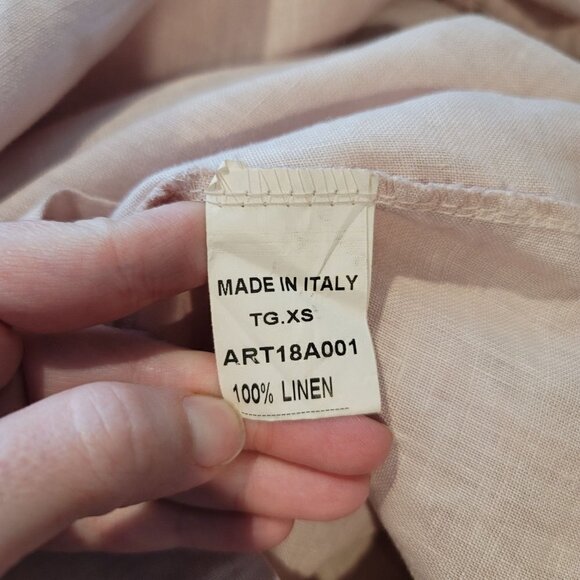 MADE IN ITALY
TG.XS
ART18A001
100% LINEN